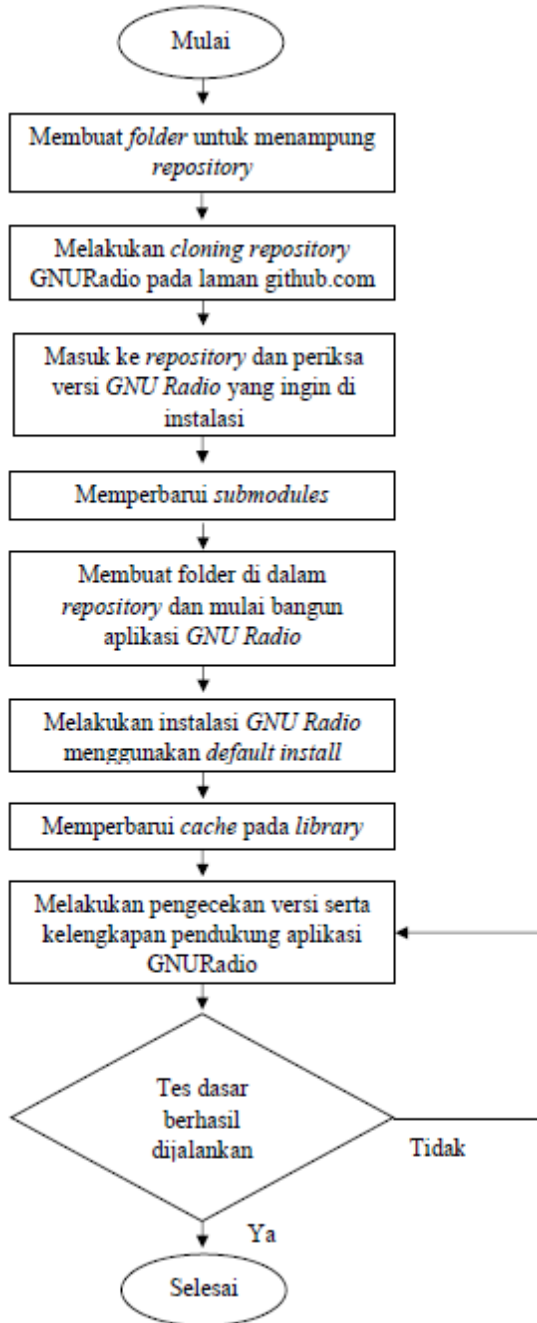 Mulai
Membuat folder untuk menampung
repository
Melakukan cloning repository
GNURadio pada laman github.com
Masuk ke repository dan periksa
versi GNU Radio yang ingin di
instalasi
Memperbarui submodules
Membuat folder di dalam
repository dan mulai bangun
aplikasi GNU Radio
Melakukan instalasi GNU Radio
menggunakan default install
Memperbarui cache pada library
Melakukan pengecekan versi serta
kelengkapan pendukung aplikasi
GNURadio
Tes dasar
berhasil
dijalankan
Tidak
Ya
Selesai